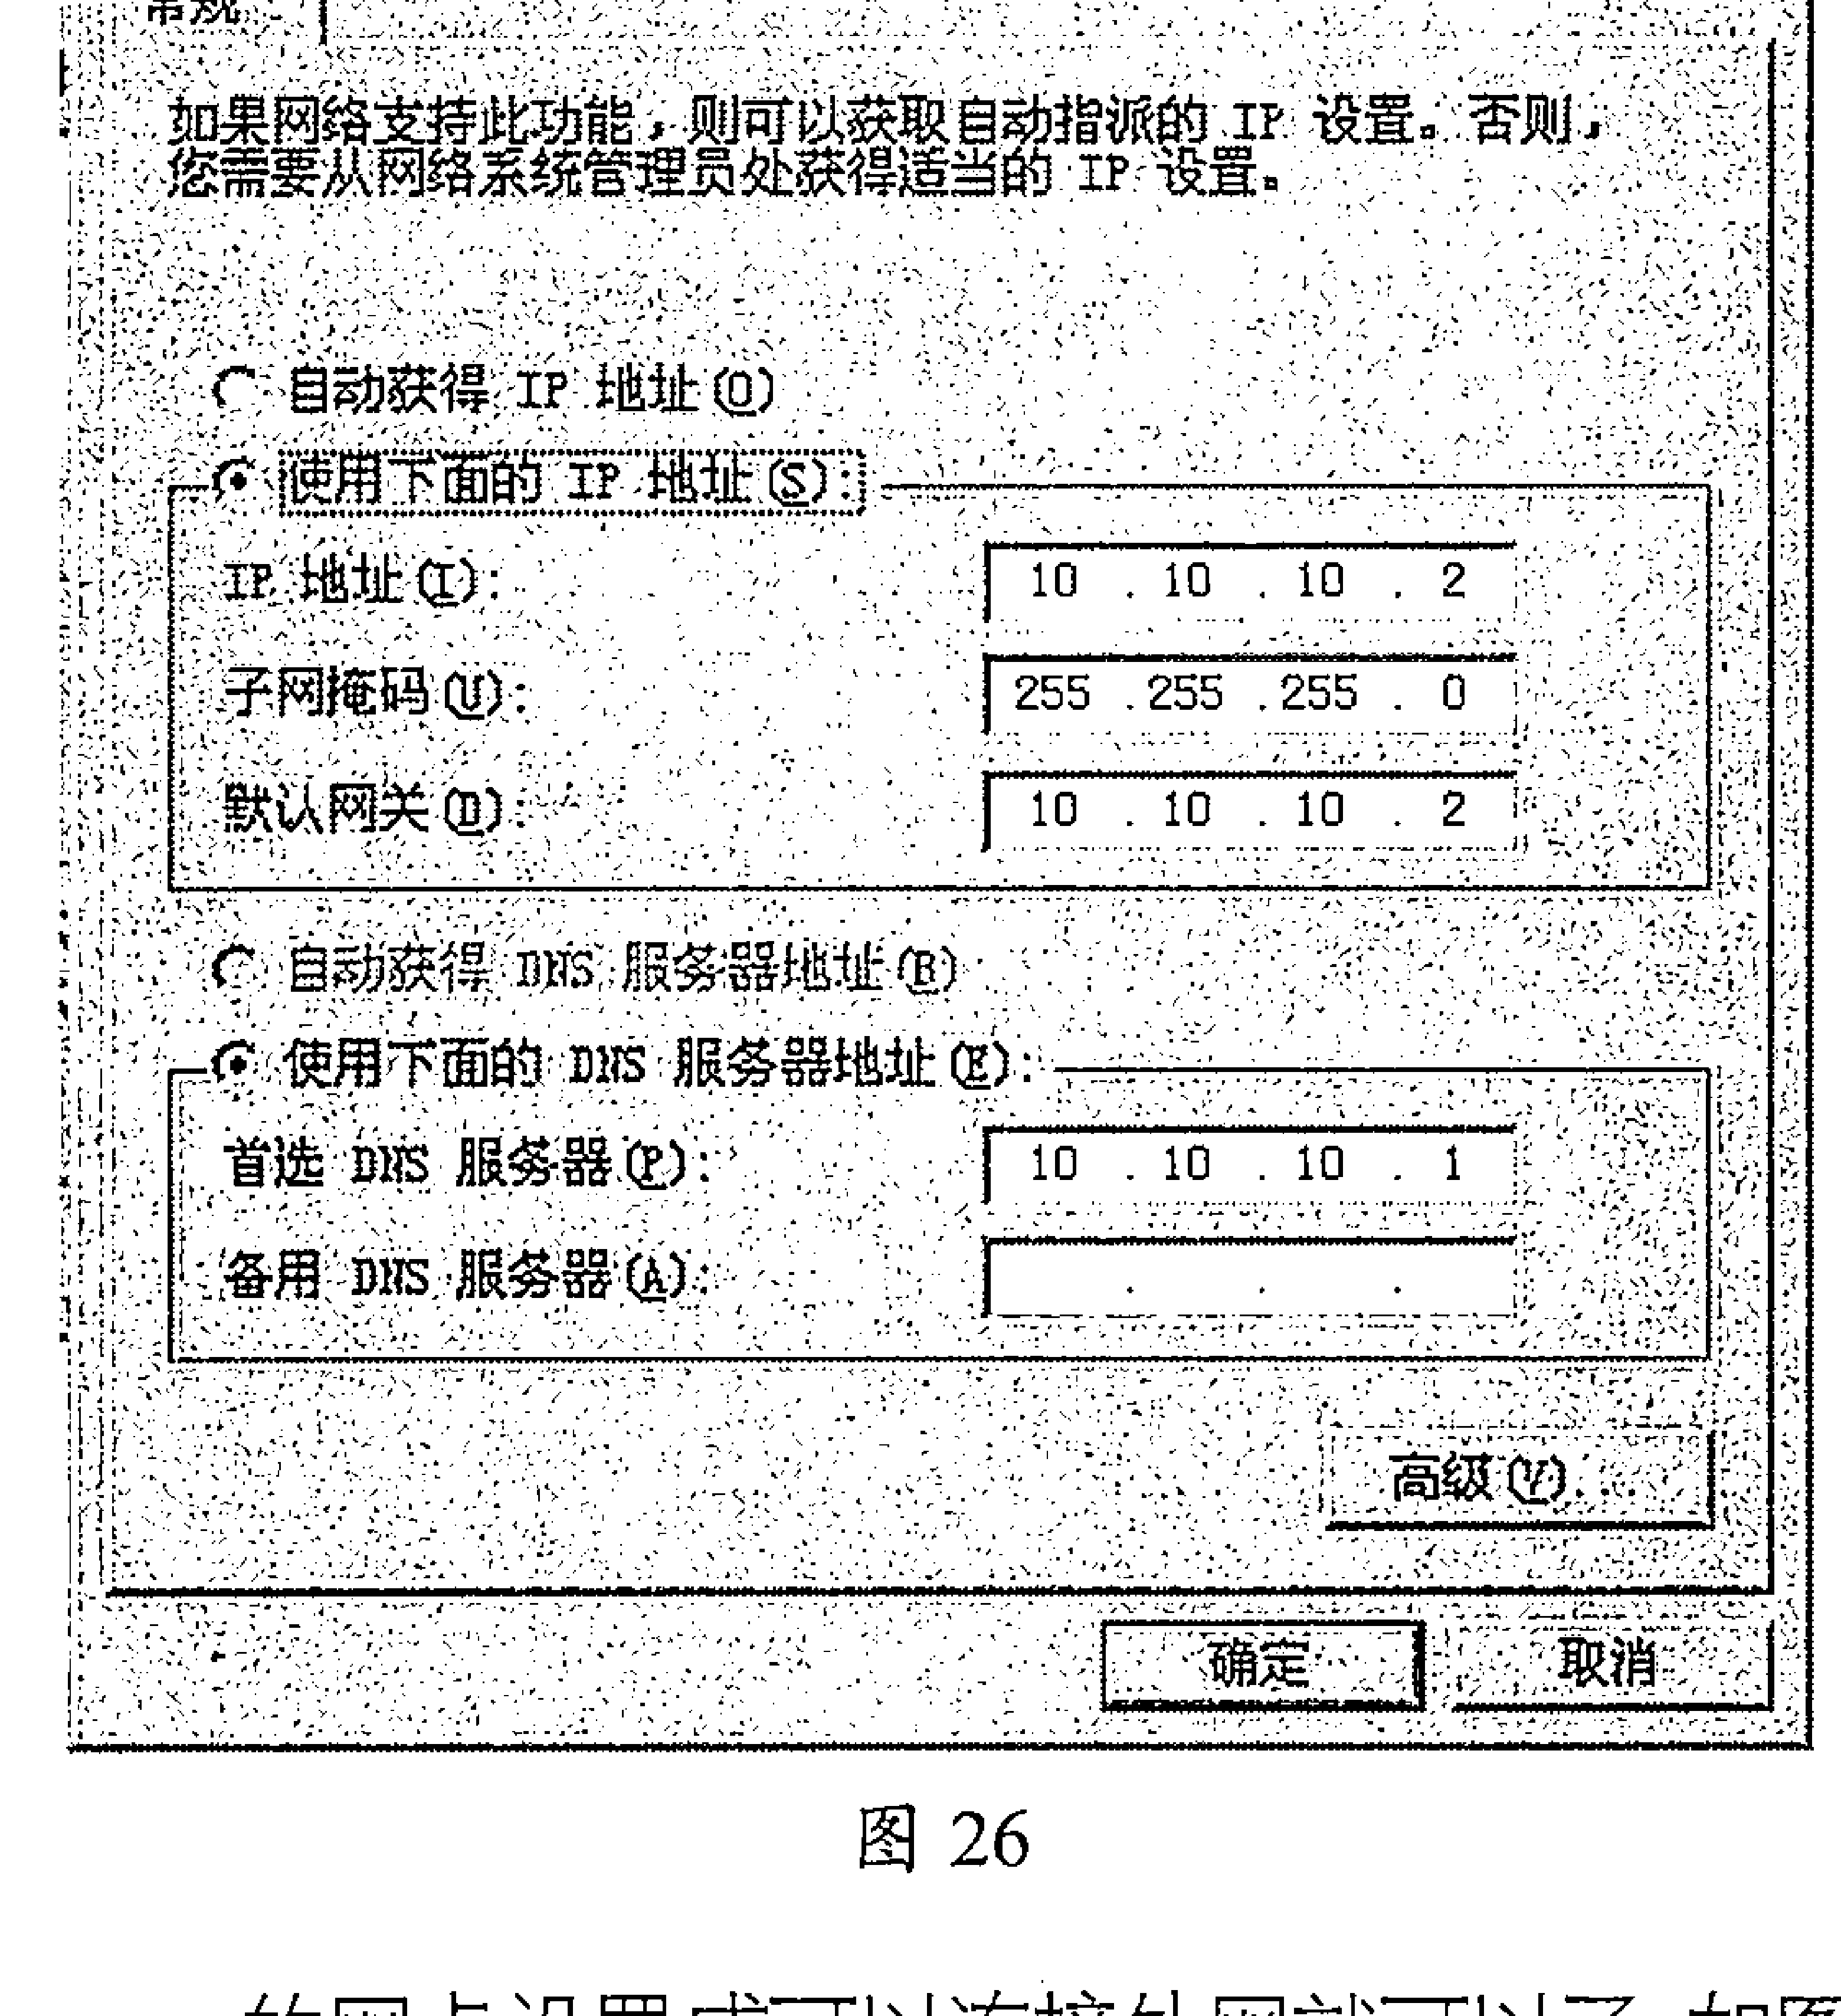 常规
如果网络支持此功能，则可以获取自动指派的 IP 设置。否则，
您需要从网络系统管理员处获得适当的 IP 设置。
自动获得 IP 地址(O)
使用下面的 IP 地址(S):
IP 地址(I): 10 . 10 . 10 . 2
子网掩码(U): 255 . 255 . 255 . 0
默认网关(D): 10 . 10 . 10 . 2
自动获得 DNS 服务器地址(B)
使用下面的 DNS 服务器地址(E):
首选 DNS 服务器(P): 10 . 10 . 10 . 1
备用 DNS 服务器(A): . . .
高级(V)...
确定 取消
图 26